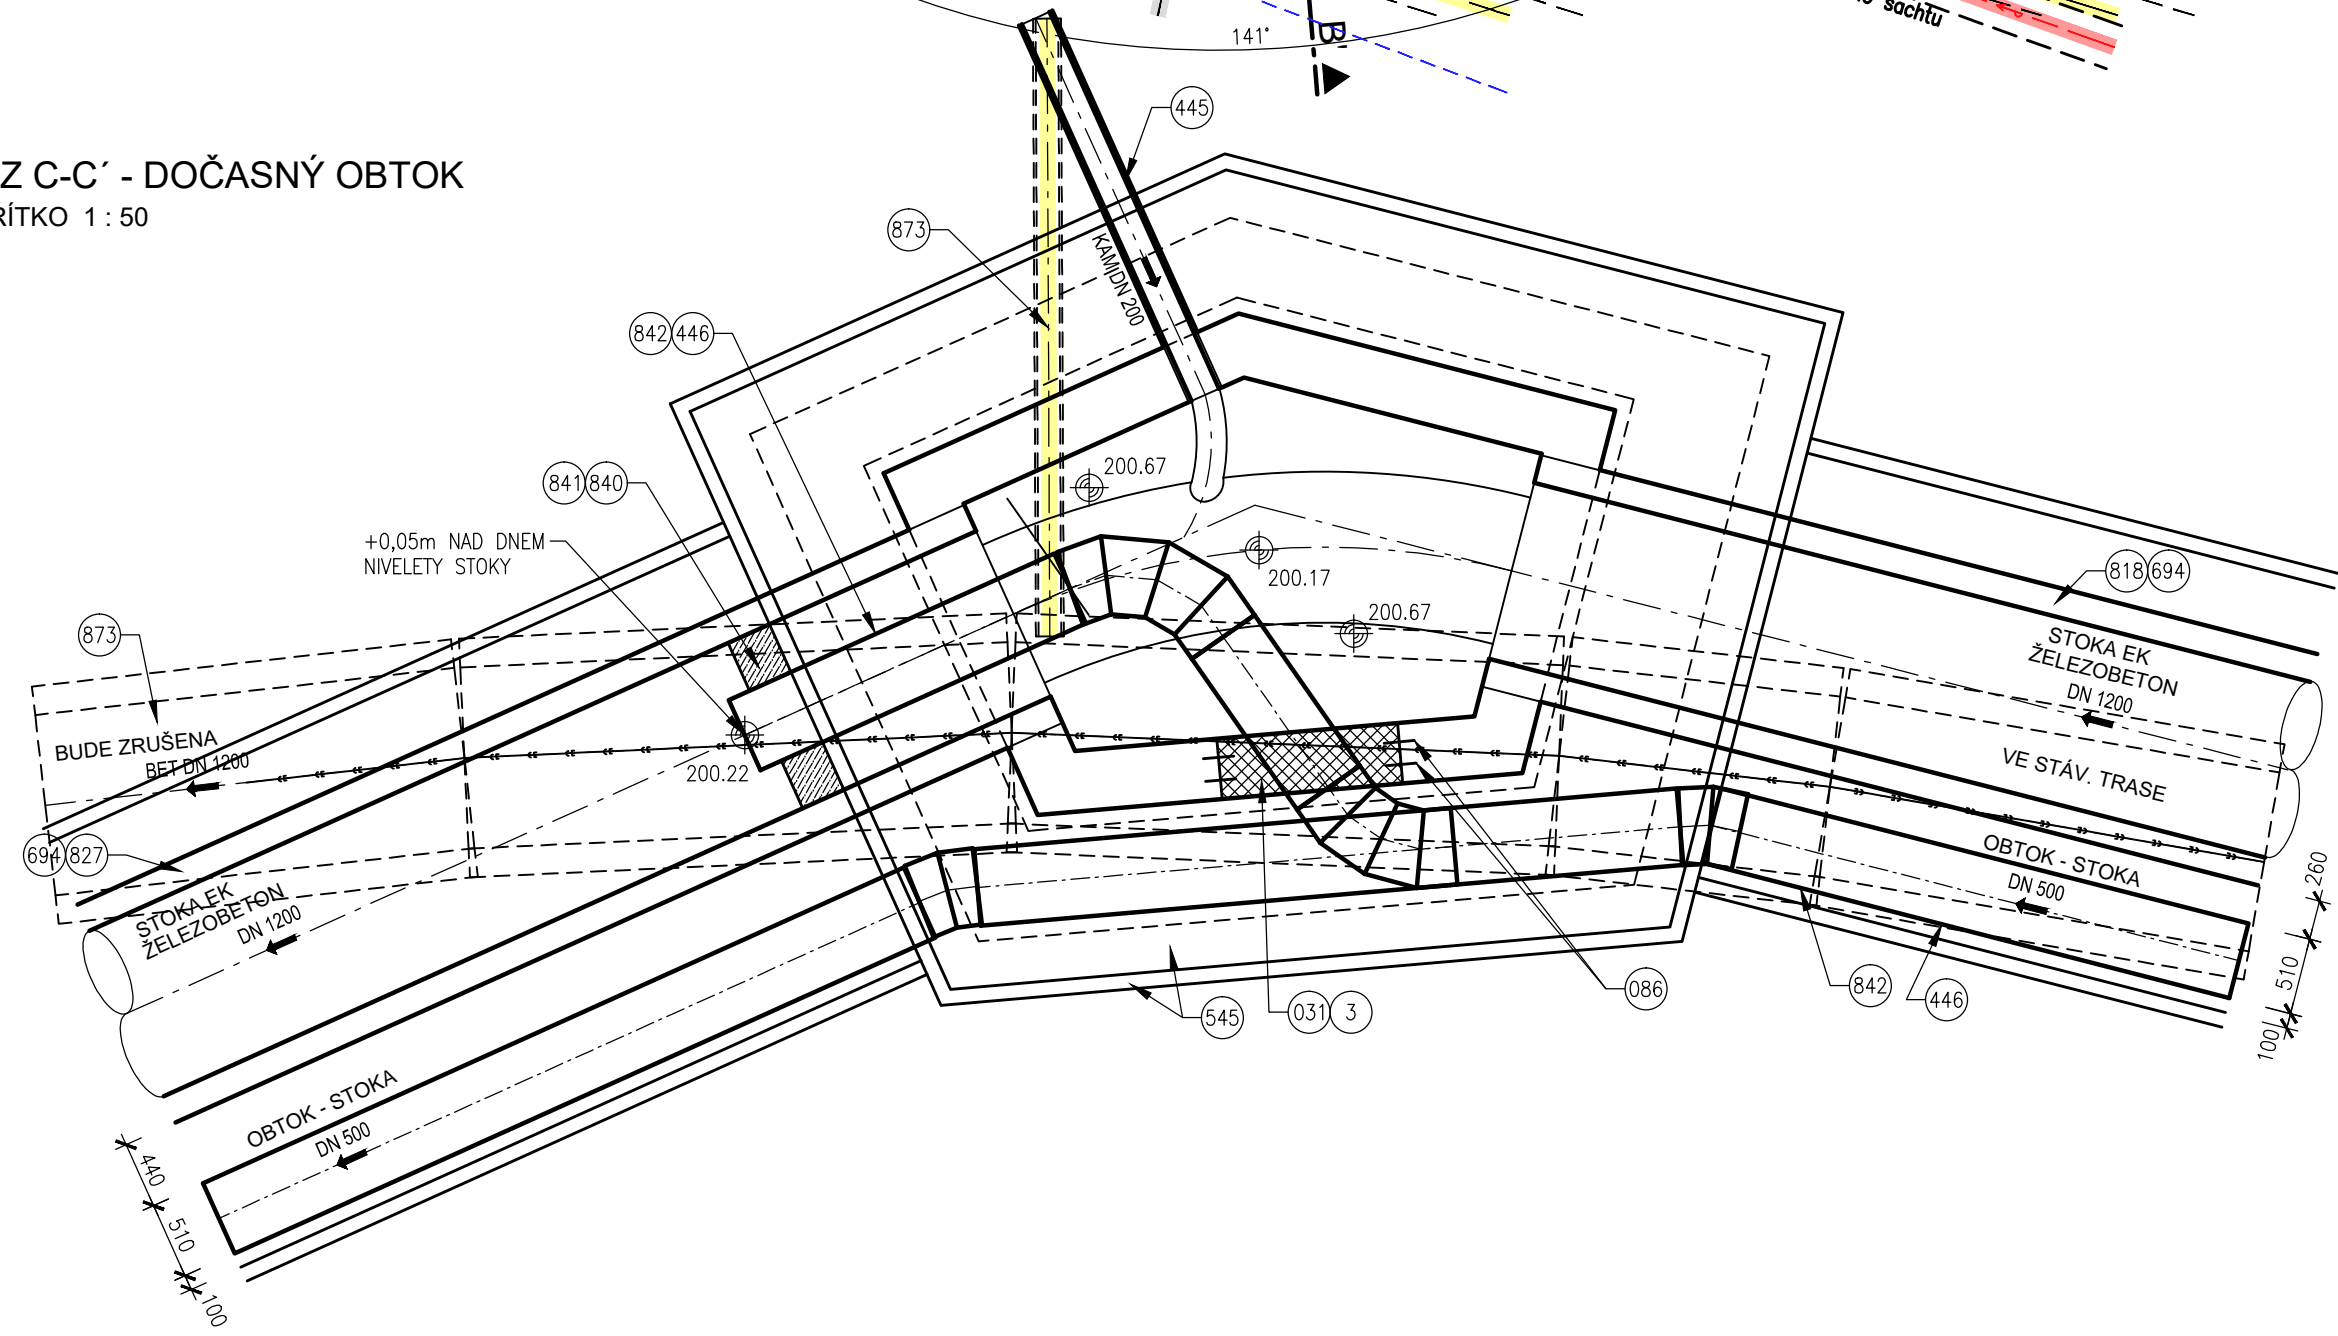 141°
B'
šachtu
445
Z C-C´ - DOČASNÝ OBTOK
ŘÍTKO 1 : 50
873
KAM DN 200
842 446
200.67
841 840
+0,05m NAD DNEM
NIVELETY STOKY
200.17
818 694
200.67
873
STOKA EK
ŽELEZOBETON
DN 1200
BUDE ZRUŠENA
BET DN 1200
200.22
VE STÁV. TRASE
694 827
OBTOK - STOKA
DN 500
260
STOKA EK
ŽELEZOBETON
DN 1200
510
086
842
446
545
031 3
100
OBTOK - STOKA
DN 500
440
510
100